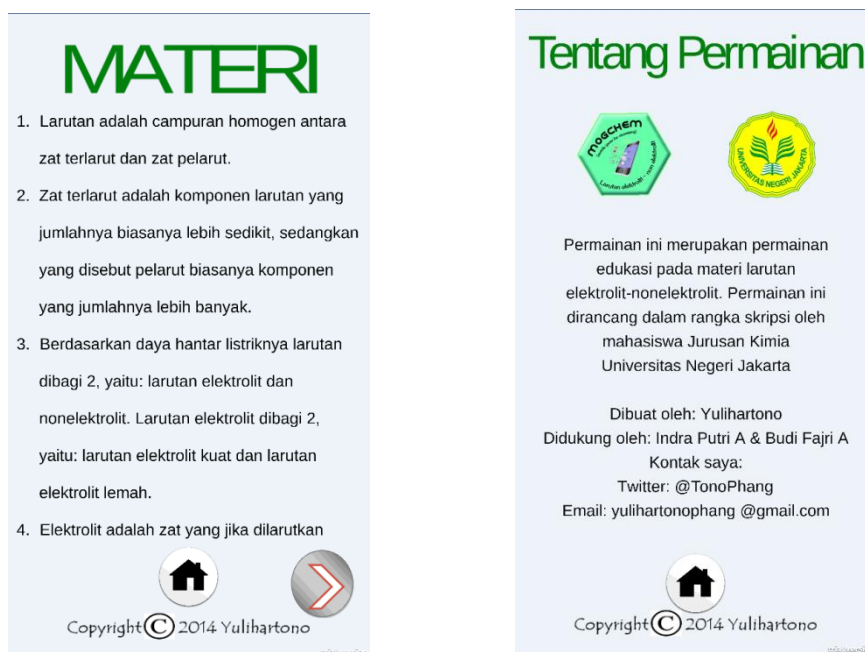 MATERI
1. Larutan adalah campuran homogen antara
zat terlarut dan zat pelarut.
2. Zat terlarut adalah komponen larutan yang
jumlahnya biasanya lebih sedikit, sedangkan
yang disebut pelarut biasanya komponen
yang jumlahnya lebih banyak.
3. Berdasarkan daya hantar listriknya larutan
dibagi 2, yaitu: larutan elektrolit dan
nonelektrolit. Larutan elektrolit dibagi 2,
yaitu: larutan elektrolit kuat dan larutan
elektrolit lemah.
4. Elektrolit adalah zat yang jika dilarutkan
Copyright © 2014 Yulihartono
Tentang Permainan
MOGCHEM
Larutan elektrolit - non elektrolit
UNIVERSITAS NEGERI JAKARTA
Permainan ini merupakan permainan
edukasi pada materi larutan
elektrolit-nonelektrolit. Permainan ini
dirancang dalam rangka skripsi oleh
mahasiswa Jurusan Kimia
Universitas Negeri Jakarta
Dibuat oleh: Yulihartono
Didukung oleh: Indra Putri A & Budi Fajri A
Kontak saya:
Twitter: @TonoPhang
Email: yulihartonophang @gmail.com
Copyright © 2014 Yulihartono